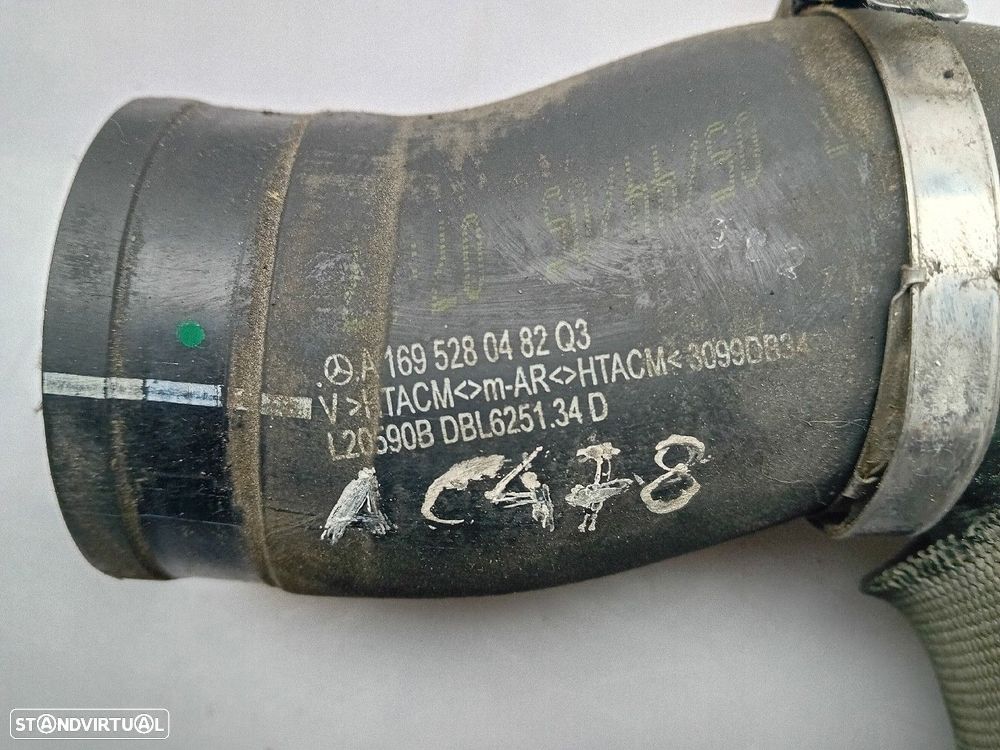 A 169 528 04 82 Q3
V >HTACM<>m-AR<>HTACM< 3099DB34
L20590B DBL6251.34 D
A C478
STANDVIRTUAL